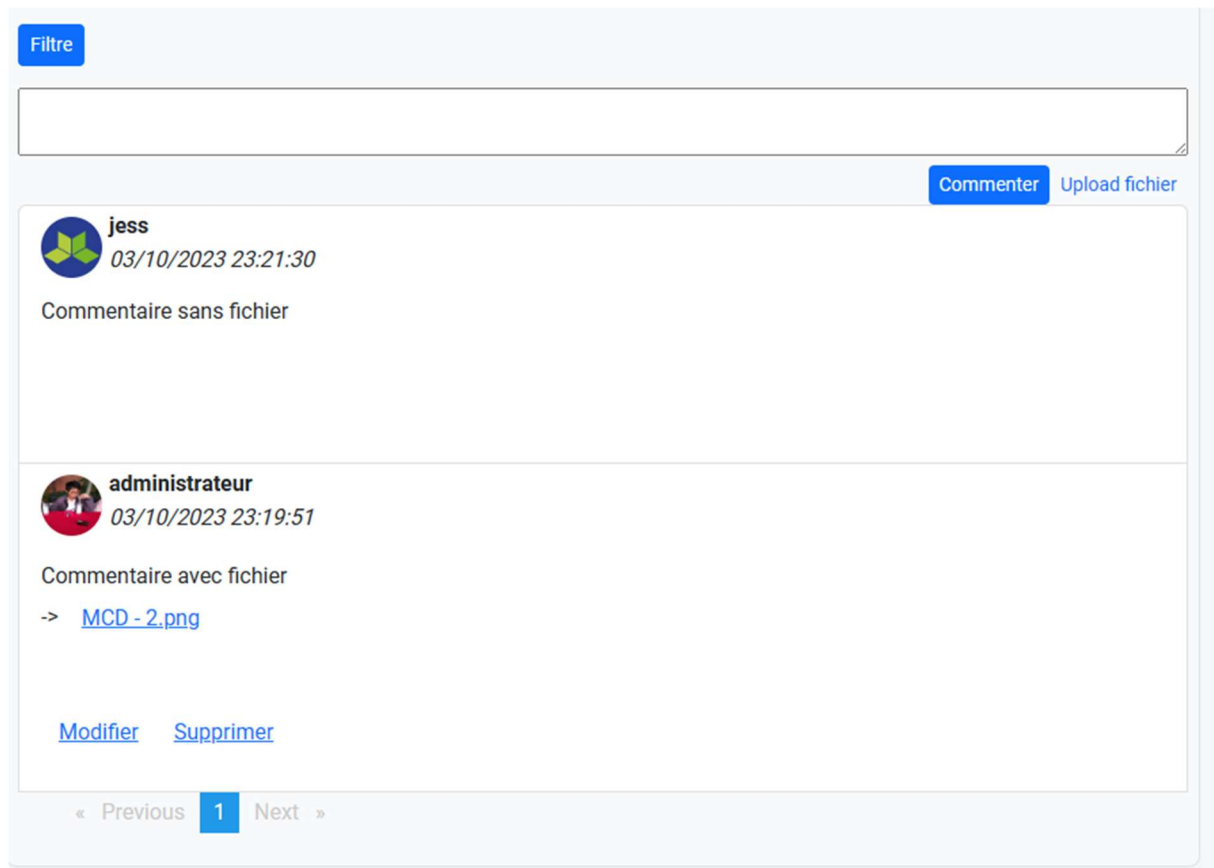 Filtre
Commenter Upload fichier
jess
03/10/2023 23:21:30
Commentaire sans fichier
administrateur
03/10/2023 23:19:51
Commentaire avec fichier
-> MCD - 2.png
Modifier Supprimer
« Previous 1 Next »